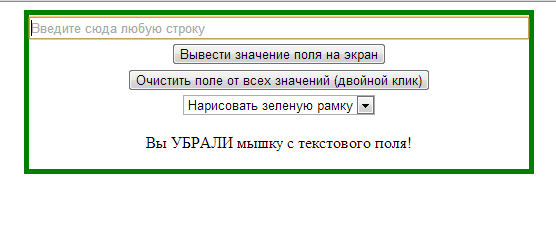 Введите сюда любую строку
Вывести значение поля на экран
Очистить поле от всех значений (двойной клик)
Нарисовать зеленую рамку
Вы УБРАЛИ мышку с текстового поля!